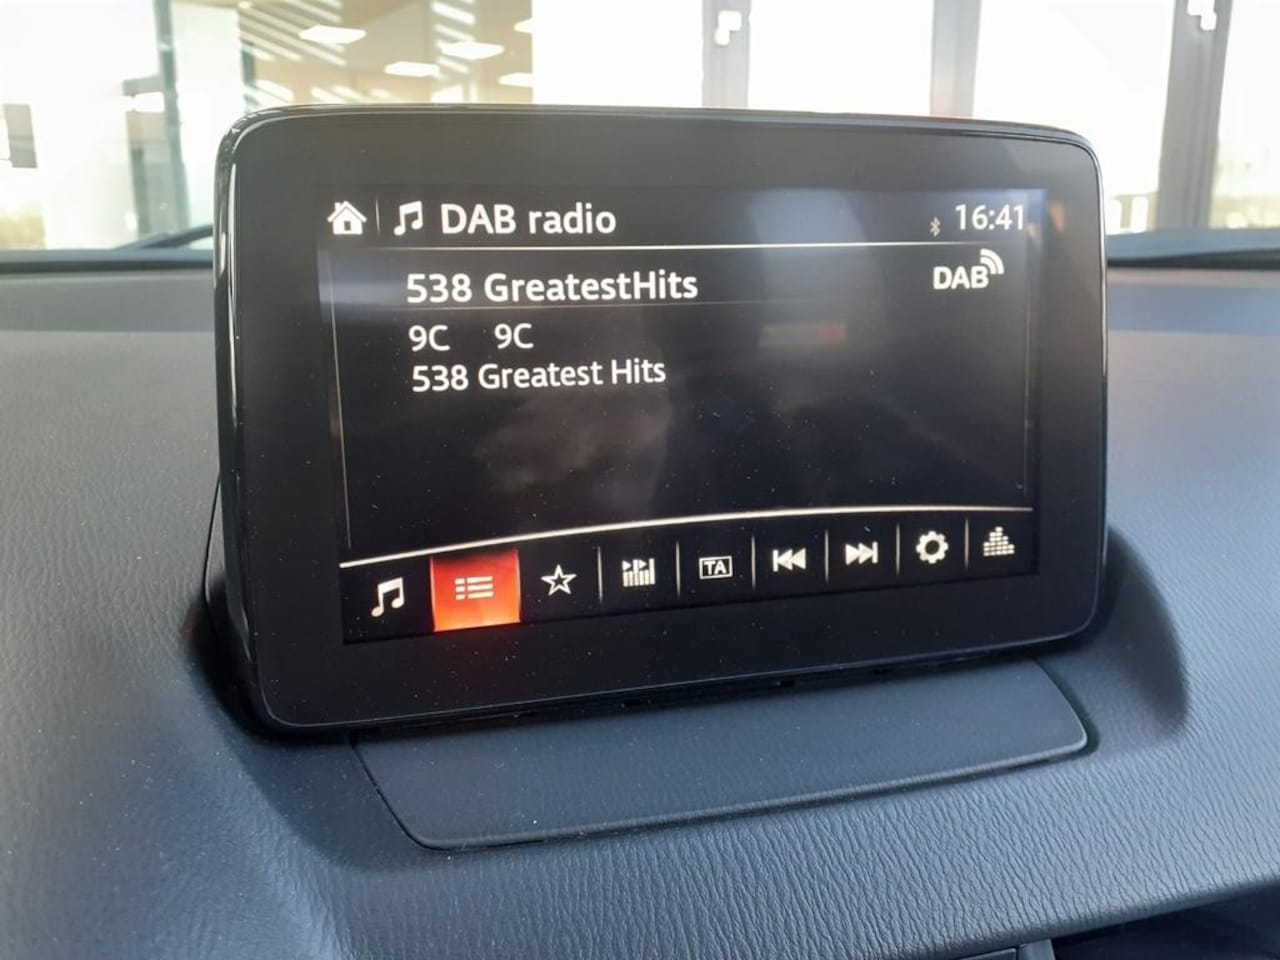 DAB radio 16:41
538 GreatestHits DAB
9C 9C
538 Greatest Hits
TA